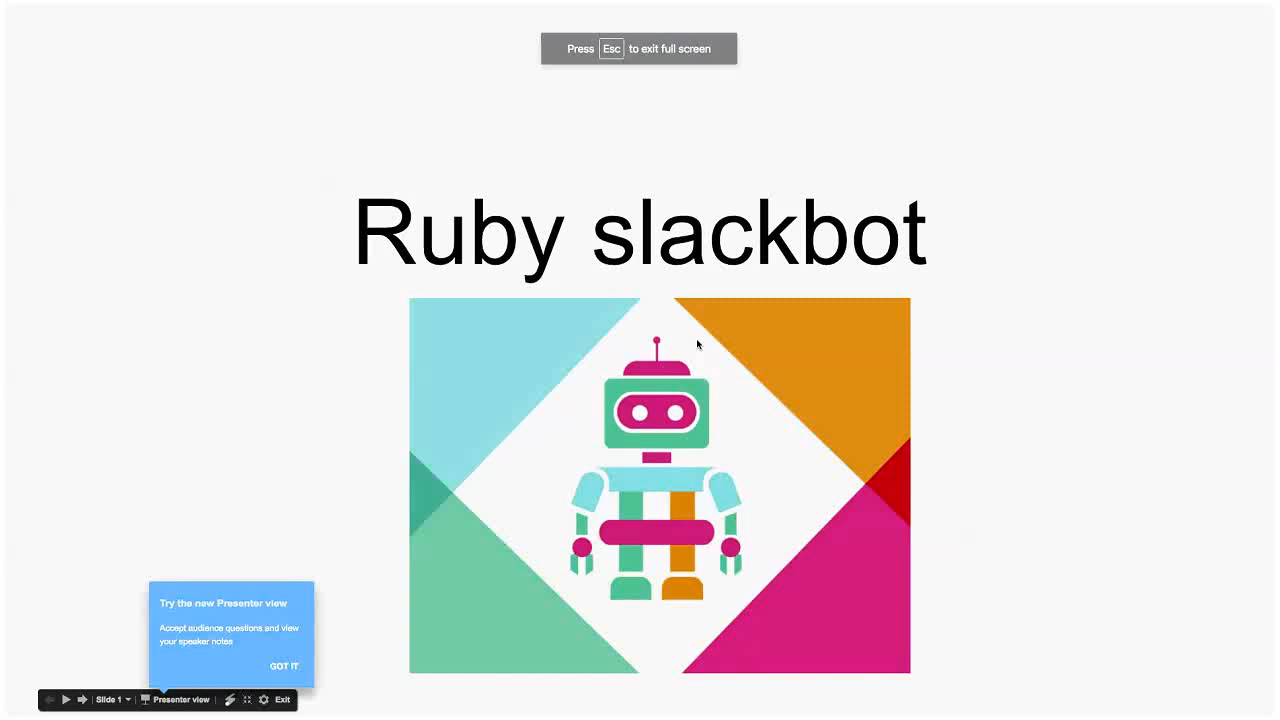 Press Esc to exit full screen
Ruby slackbot
Try the new Presenter view
Accept audience questions and view
your speaker notes
GOT IT
Slide 1 Presenter view Exit